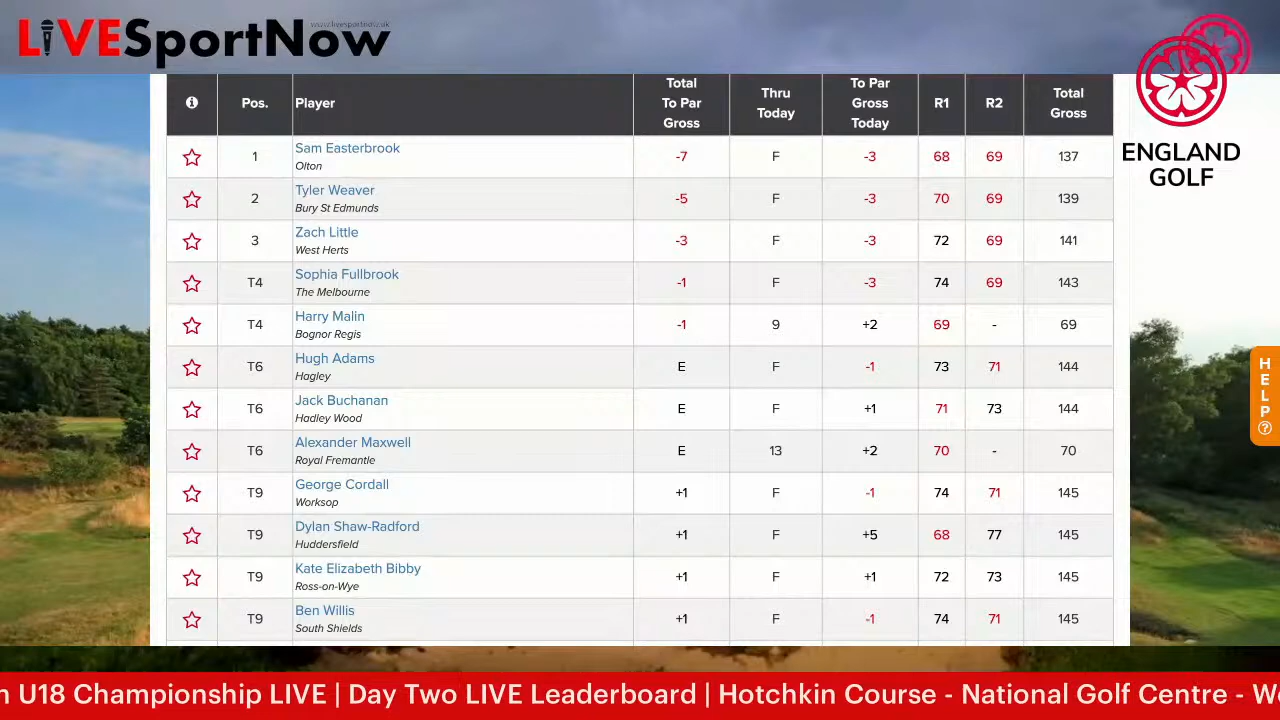 LIVESportNow
www.livesportnow.uk
ENGLAND
GOLF
Pos. Player Total To Par Gross Thru Today To Par Gross Today R1 R2 Total Gross
1 Sam Easterbrook -7 F -3 68 69 137
Olton
2 Tyler Weaver -5 F -3 70 69 139
Bury St Edmunds
3 Zach Little -3 F -3 72 69 141
West Herts
T4 Sophia Fullbrook -1 F -3 74 69 143
The Melbourne
T4 Harry Malin -1 9 +2 69 - 69
Bognor Regis
T6 Hugh Adams E F -1 73 71 144
Hagley
T6 Jack Buchanan E F +1 71 73 144
Hadley Wood
T6 Alexander Maxwell E 13 +2 70 - 70
Royal Fremantle
T9 George Cordall +1 F -1 74 71 145
Worksop
T9 Dylan Shaw-Radford +1 F +5 68 77 145
Huddersfield
T9 Kate Elizabeth Bibby +1 F +1 72 73 145
Ross-on-Wye
T9 Ben Willis +1 F -1 74 71 145
South Shields
HELP?
n U18 Championship LIVE | Day Two LIVE Leaderboard | Hotchkin Course - National Golf Centre - W